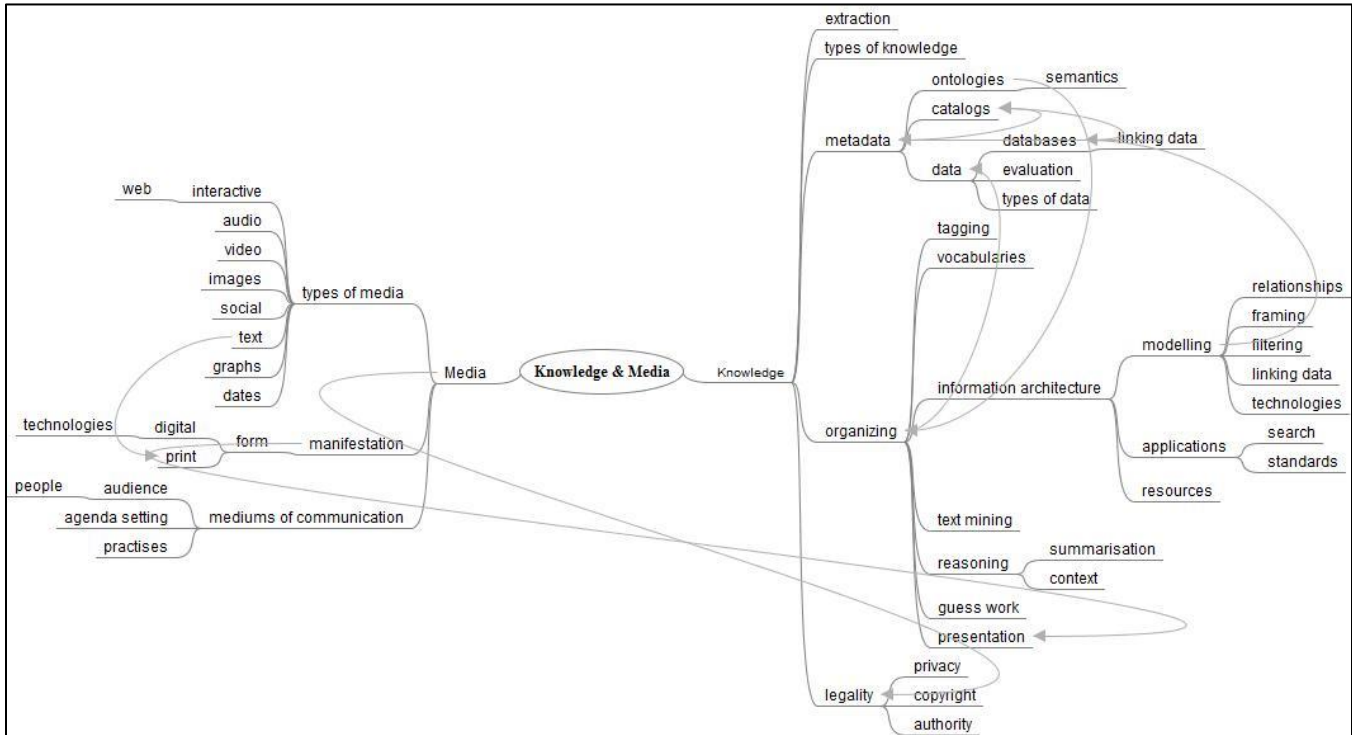 Knowledge & Media
Knowledge
extraction
types of knowledge
metadata
ontologies
semantics
catalogs
data
databases
linking data
evaluation
types of data
organizing
tagging
vocabularies
information architecture
modelling
relationships
framing
filtering
linking data
technologies
applications
search
standards
resources
text mining
reasoning
summarisation
context
guess work
presentation
legality
privacy
copyright
authority
Media
types of media
interactive
web
audio
video
images
social
text
graphs
dates
manifestation
form
digital
technologies
print
mediums of communication
audience
people
agenda setting
practises